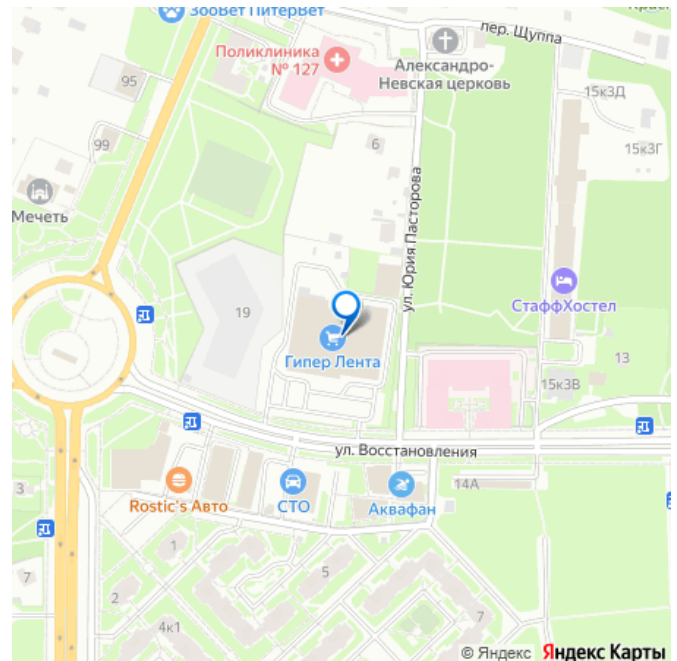 ЗооВет ПитерВет
пер. Щуппа
Поликлиника
№ 127
Александро-
Невская церковь
95
15к3Д
99
6
15к3Г
Мечеть
ул. Юрия Пасторова
19
СтаффХостел
Гипер Лента
13
15к3В
ул. Восстановления
3
Rostic's Авто
СТО
Аквафан
14А
1
5
7
2
7
4к1
© Яндекс Яндекс Карты